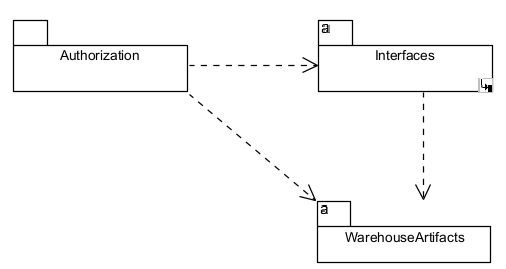 a
Authorization
Interfaces
a
WarehouseArtifacts